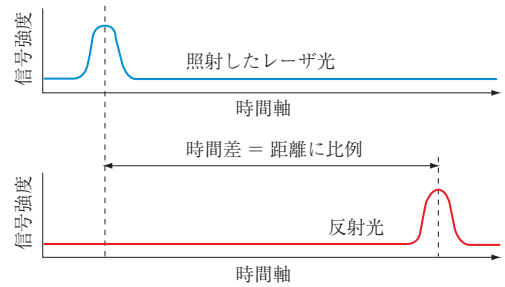 信号強度
照射したレーザ光
時間軸
時間差 = 距離に比例
信号強度
反射光
時間軸